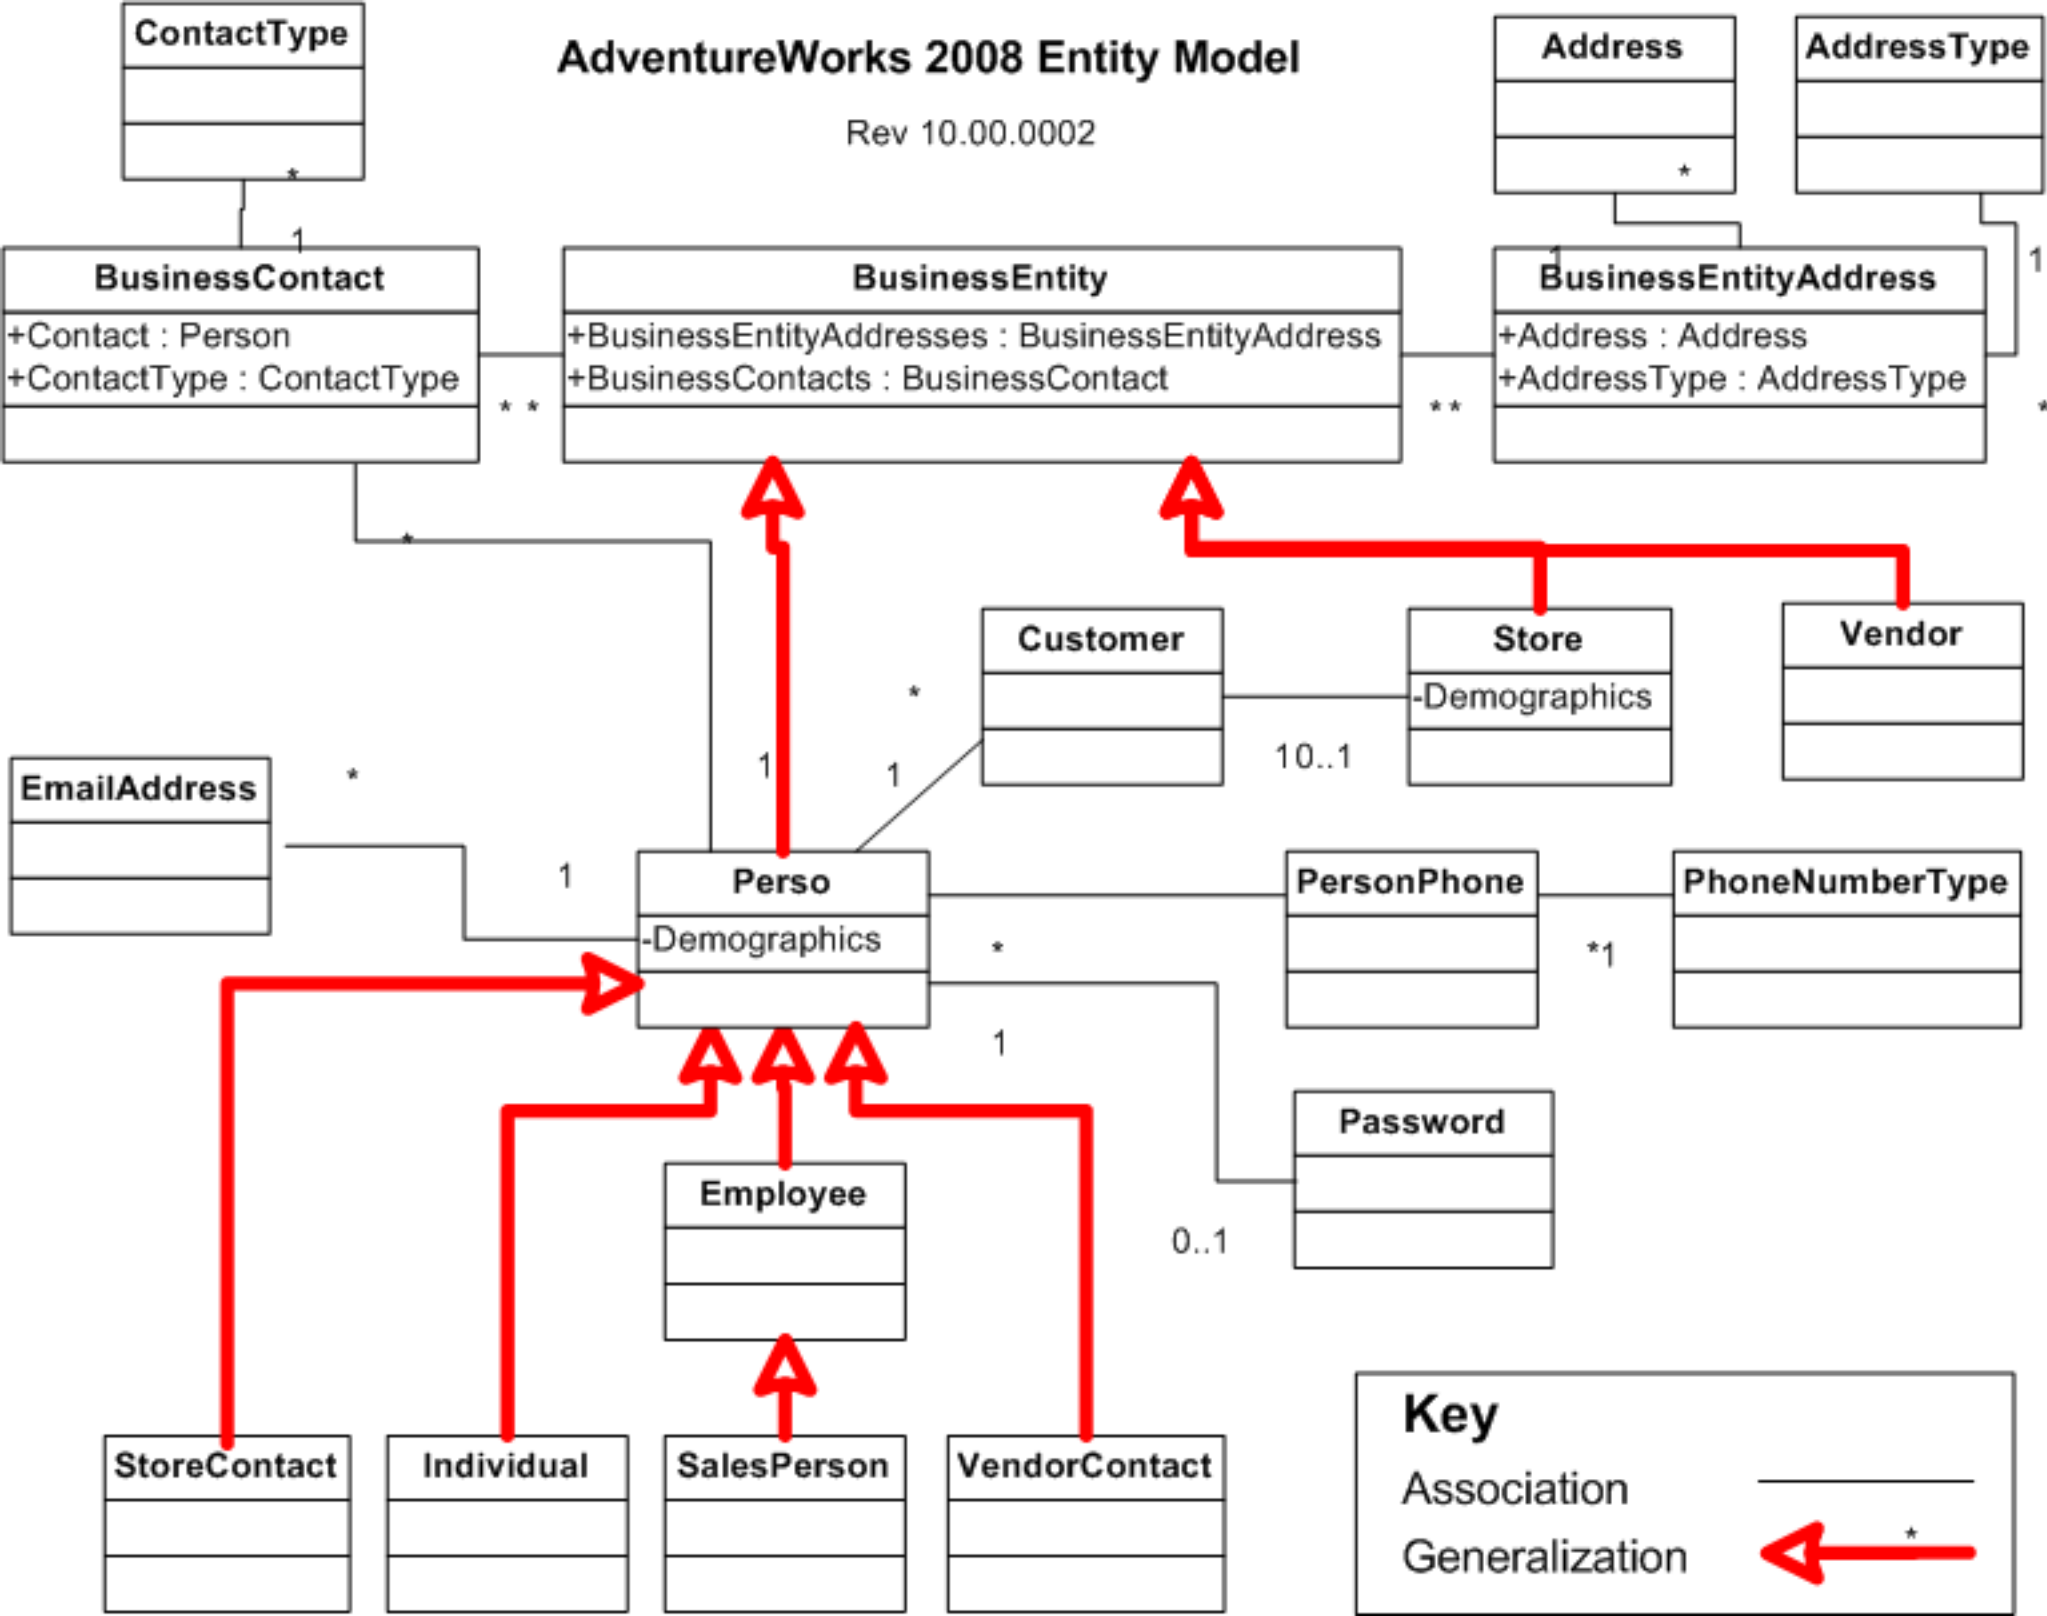 ContactType
AdventureWorks 2008 Entity Model
Rev 10.00.0002
Address
AddressType
*
*
1
1
1
BusinessContact
+Contact : Person
+ContactType : ContactType
BusinessEntity
+BusinessEntityAddresses : BusinessEntityAddress
+BusinessContacts : BusinessContact
BusinessEntityAddress
+Address : Address
+AddressType : AddressType
* *
**
*
*
Customer
Store
-Demographics
Vendor
*
1
1
10..1
EmailAddress
*
1
Perso
-Demographics
PersonPhone
PhoneNumberType
*
*1
1
Password
0..1
Employee
StoreContact
Individual
SalesPerson
VendorContact
Key
Association
Generalization
*